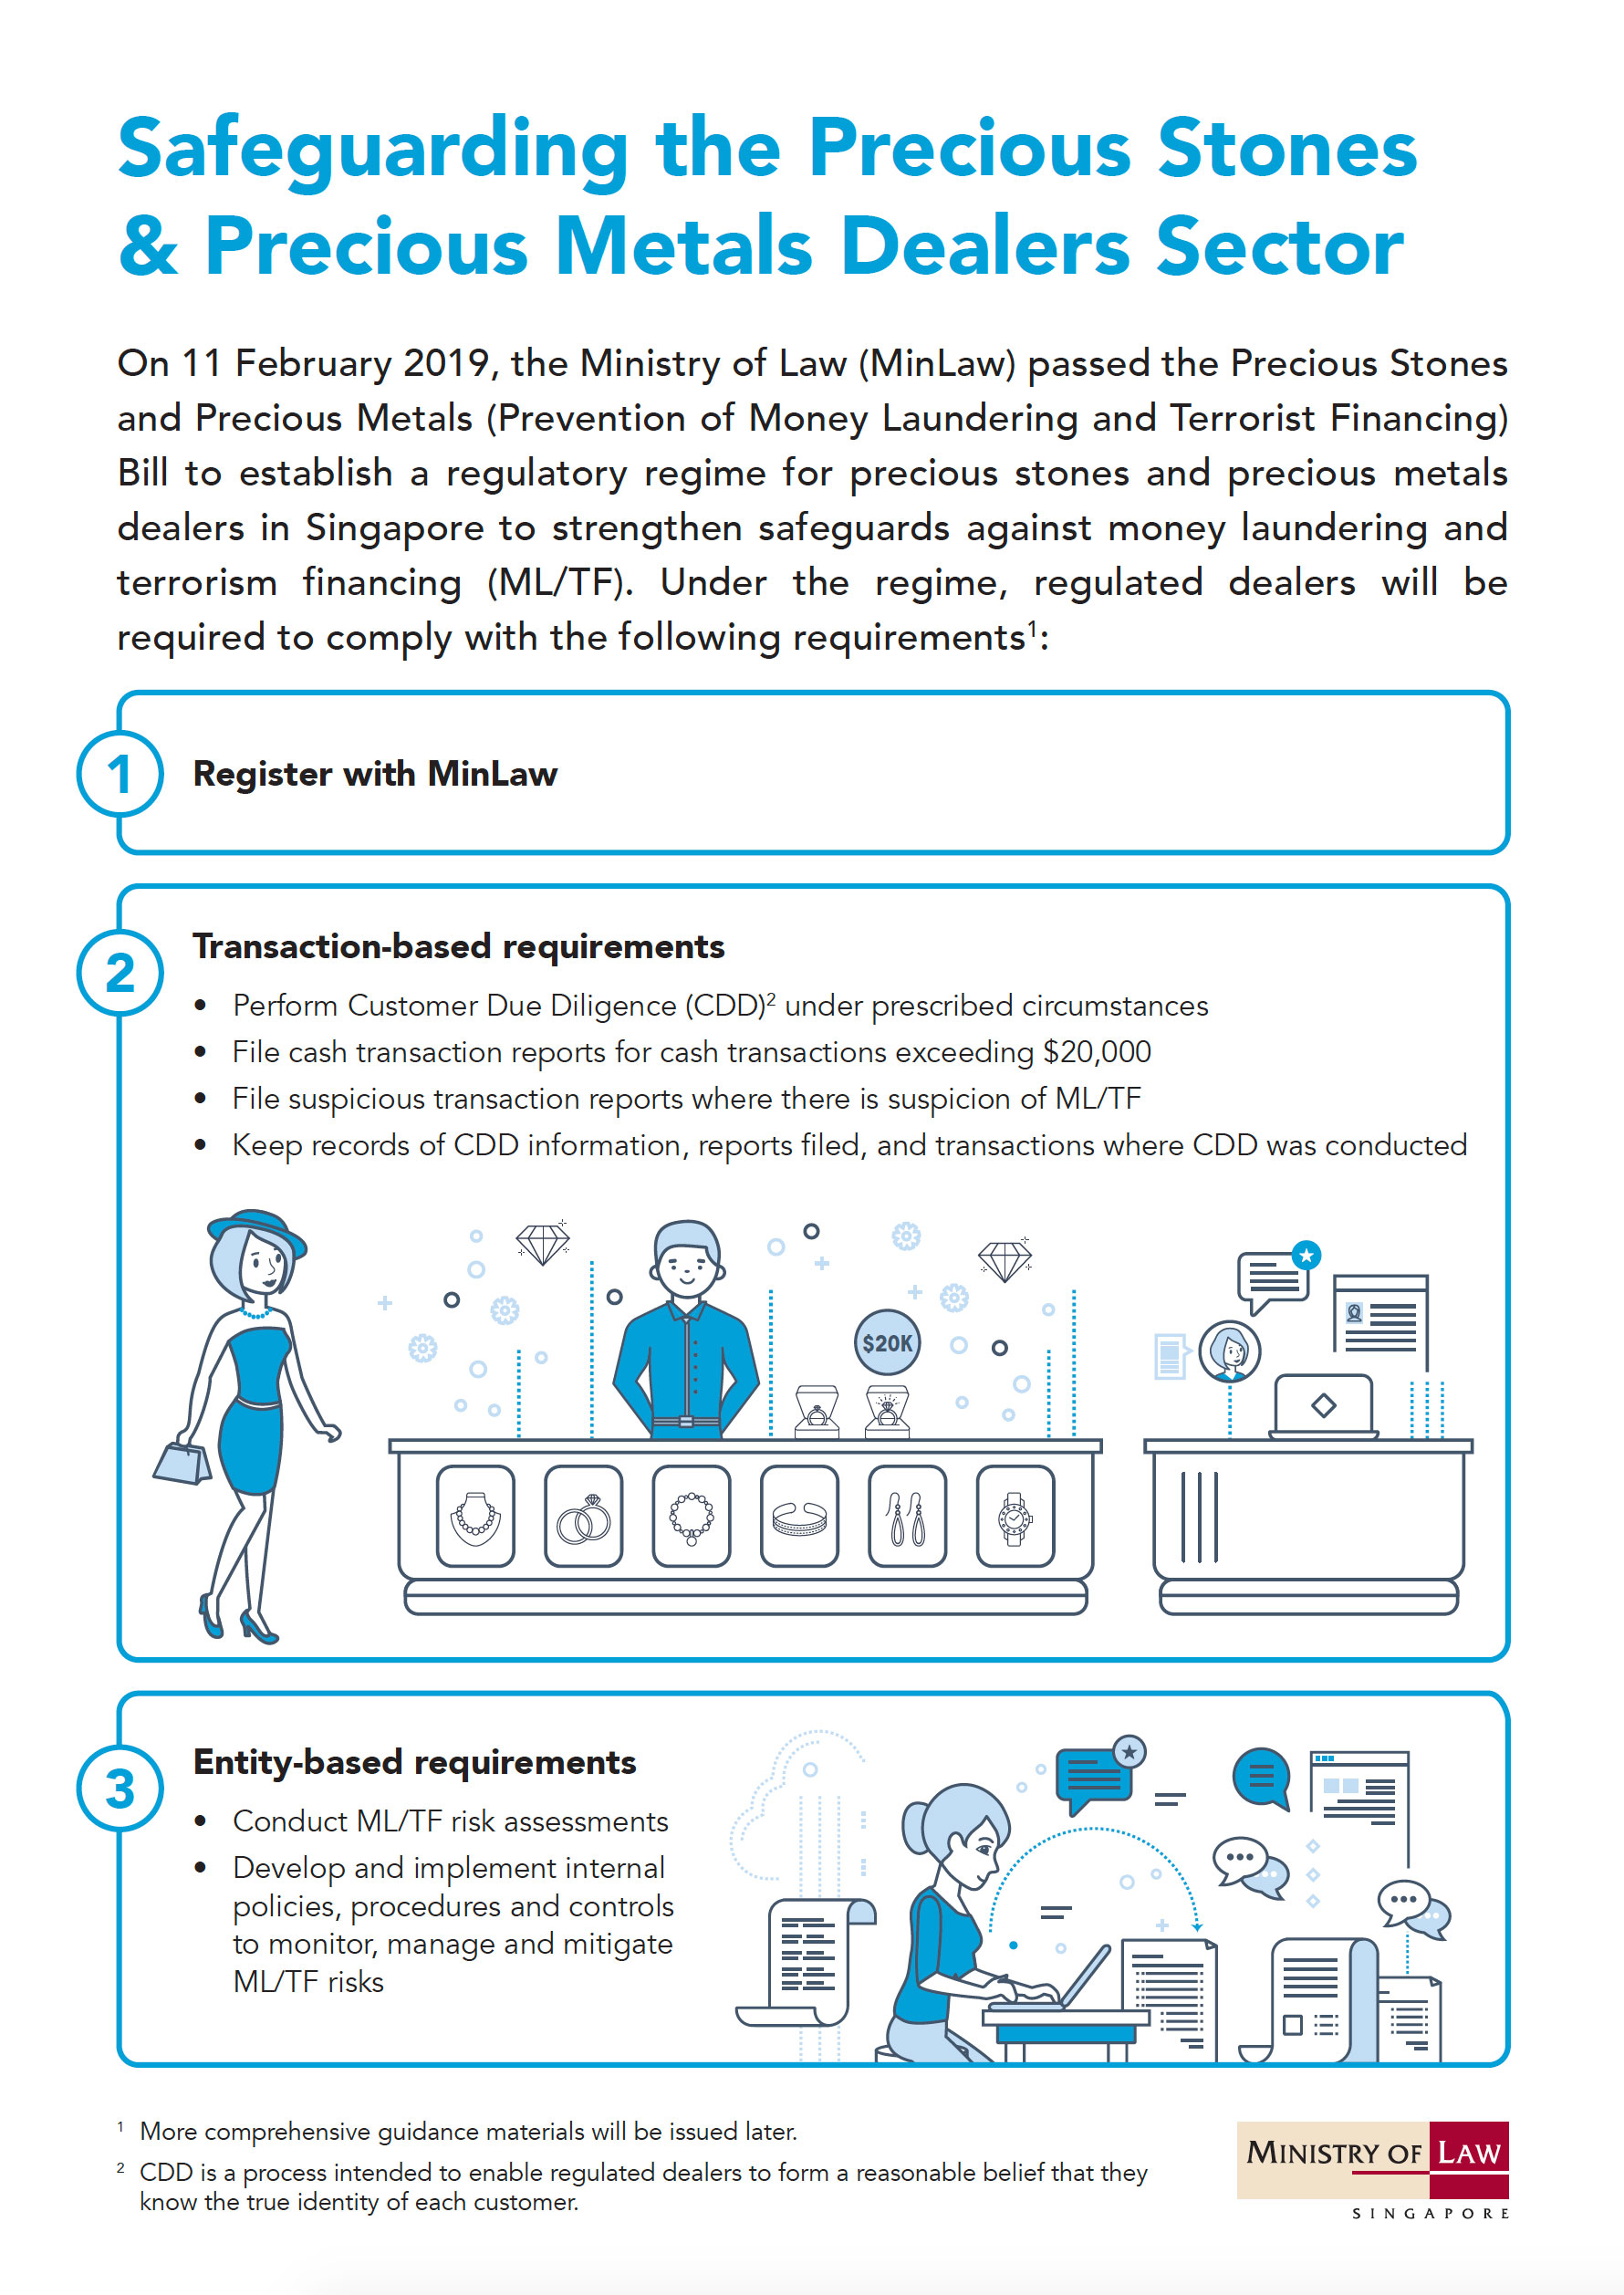 Safeguarding the Precious Stones
& Precious Metals Dealers Sector
On 11 February 2019, the Ministry of Law (MinLaw) passed the Precious Stones
and Precious Metals (Prevention of Money Laundering and Terrorist Financing)
Bill to establish a regulatory regime for precious stones and precious metals
dealers in Singapore to strengthen safeguards against money laundering and
terrorism financing (ML/TF). Under the regime, regulated dealers will be
required to comply with the following requirements¹:
1
Register with MinLaw
2
Transaction-based requirements
• Perform Customer Due Diligence (CDD)² under prescribed circumstances
• File cash transaction reports for cash transactions exceeding $20,000
• File suspicious transaction reports where there is suspicion of ML/TF
• Keep records of CDD information, reports filed, and transactions where CDD was conducted
$20K
3
Entity-based requirements
• Conduct ML/TF risk assessments
• Develop and implement internal
policies, procedures and controls
to monitor, manage and mitigate
ML/TF risks
¹ More comprehensive guidance materials will be issued later.
² CDD is a process intended to enable regulated dealers to form a reasonable belief that they
know the true identity of each customer.
MINISTRY OF LAW
SINGAPORE